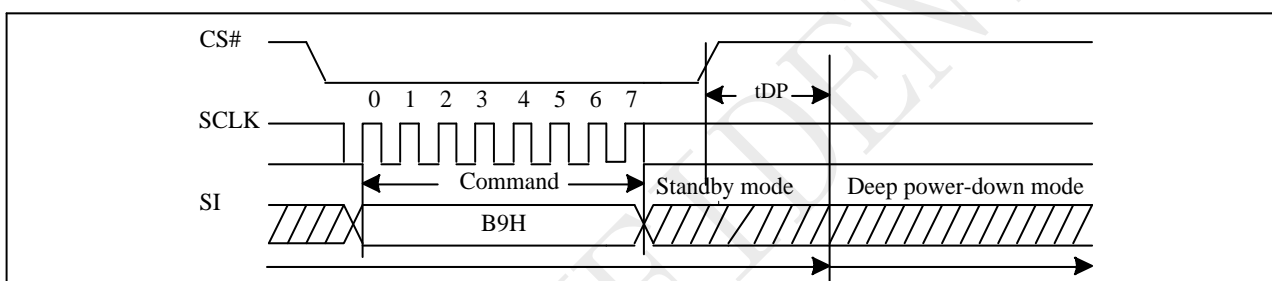 CS#
tDP
0 1 2 3 4 5 6 7
SCLK
Command
Standby mode
Deep power-down mode
SI
B9H